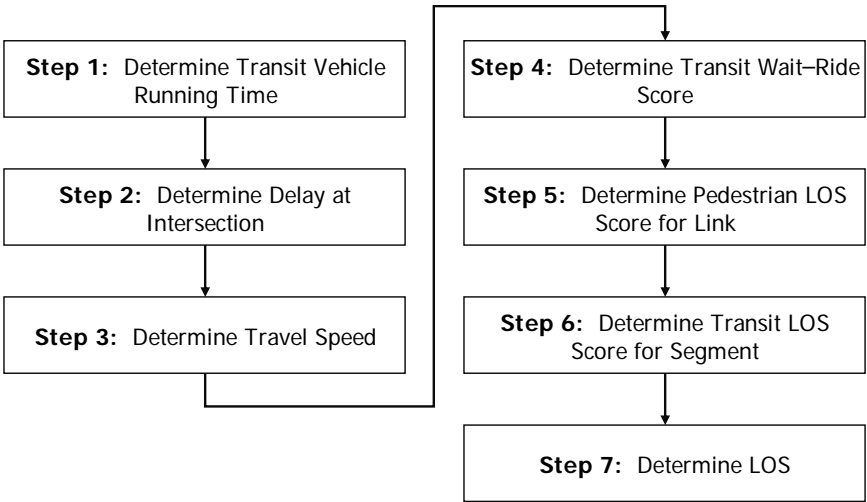 Step 1: Determine Transit Vehicle
Running Time
Step 2: Determine Delay at
Intersection
Step 3: Determine Travel Speed
Step 4: Determine Transit Wait–Ride
Score
Step 5: Determine Pedestrian LOS
Score for Link
Step 6: Determine Transit LOS
Score for Segment
Step 7: Determine LOS